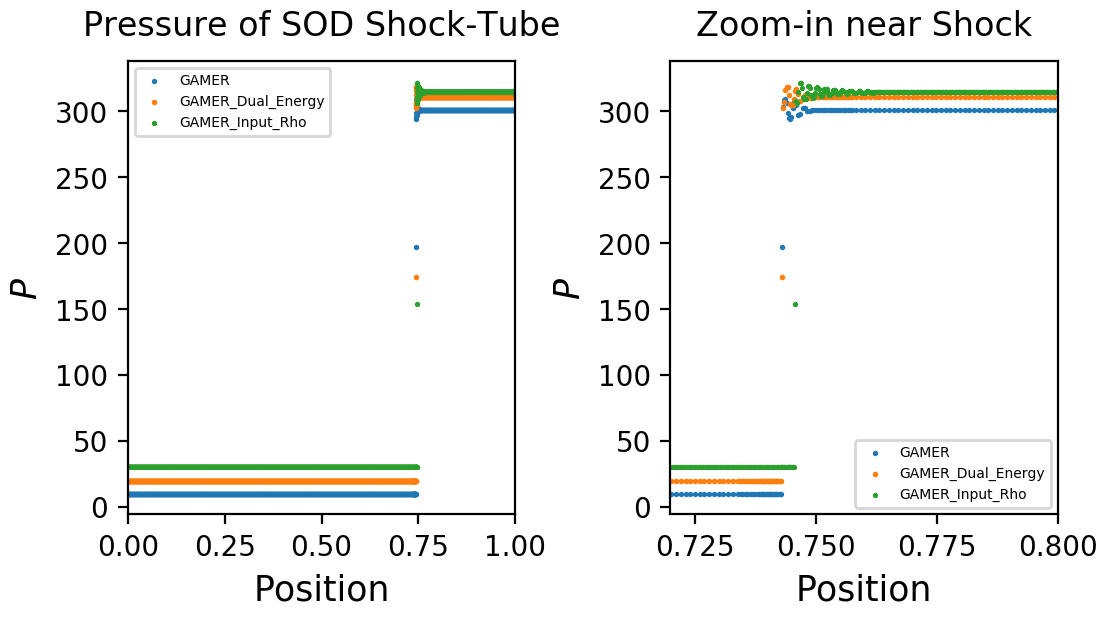 Pressure of SOD Shock-Tube
GAMER
GAMER_Dual_Energy
GAMER_Input_Rho
300
250
200
150
100
50
0
P
0.00 0.25 0.50 0.75 1.00
Position
Zoom-in near Shock
300
250
200
150
100
50
0
P
GAMER
GAMER_Dual_Energy
GAMER_Input_Rho
0.725 0.750 0.775 0.800
Position